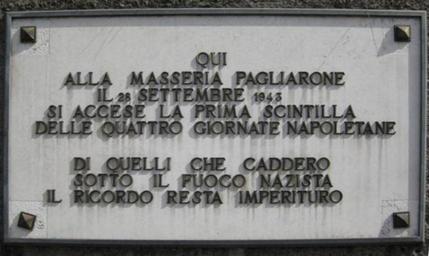 QUI
ALLA MASSERIA PAGLIARONE
IL 28 SETTEMBRE 1943
SI ACCESE LA PRIMA SCINTILLA
DELLE QUATTRO GIORNATE NAPOLETANE
DI QUELLI CHE CADDERO
SOTTO IL FUOCO NAZISTA
IL RICORDO RESTA IMPERITURO